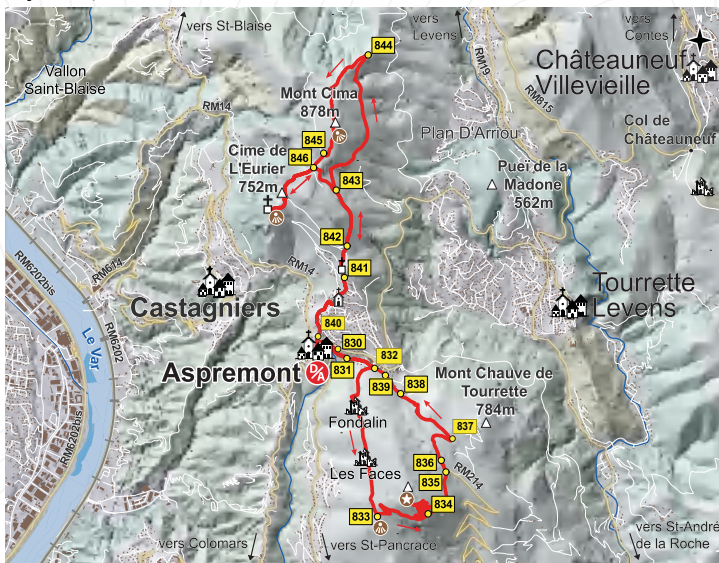 vers St-Blaise
vers
Levens
vers
Contes
844
Châteauneuf
Villevieille
Vallon
Saint-Blaise
RM19
RM815
RM14
Mont Cima
878m
Plan D'Arriou
Col de
Châteauneuf
845
Cime de
L'Eurier
752m
846
843
Pueï de la
Madone
562m
842
RM6202bis
RM614
RM14
841
Castagniers
Tourrette
Levens
Le Var
RM6202
840
830
832
831
Aspremont
D/A
839
838
Mont Chauve de
Tourrette
784m
Fondalin
837
RM6202bis
Les Faces
836
RM214
835
833
834
vers Colomars
vers St-Pancrace
vers St-André
de la Roche